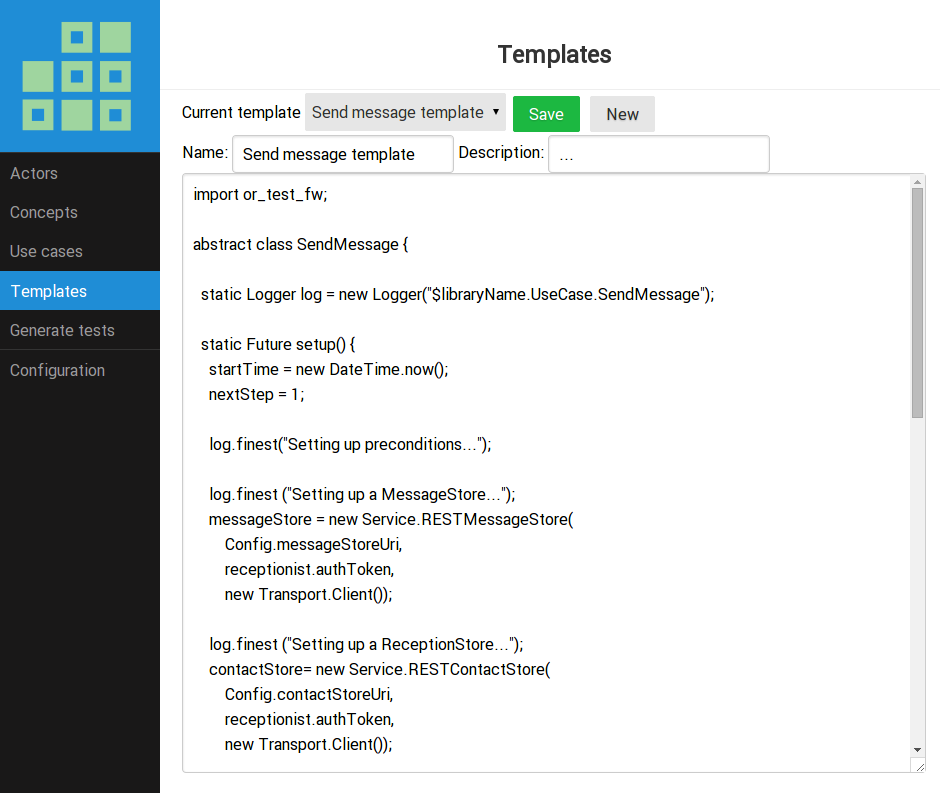 Templates
Current template Send message template Save New
Name: Send message template Description: ...
Actors
Concepts
Use cases
Templates
Generate tests
Configuration
import or_test_fw;
abstract class SendMessage {
static Logger log = new Logger("$libraryName.UseCase.SendMessage");
static Future setup() {
startTime = new DateTime.now();
nextStep = 1;
log.finest("Setting up preconditions...");
log.finest ("Setting up a MessageStore...");
messageStore = new Service.RESTMessageStore(
Config.messageStoreUri,
receptionist.authToken,
new Transport.Client());
log.finest ("Setting up a ReceptionStore...");
contactStore= new Service.RESTContactStore(
Config.contactStoreUri,
receptionist.authToken,
new Transport.Client());